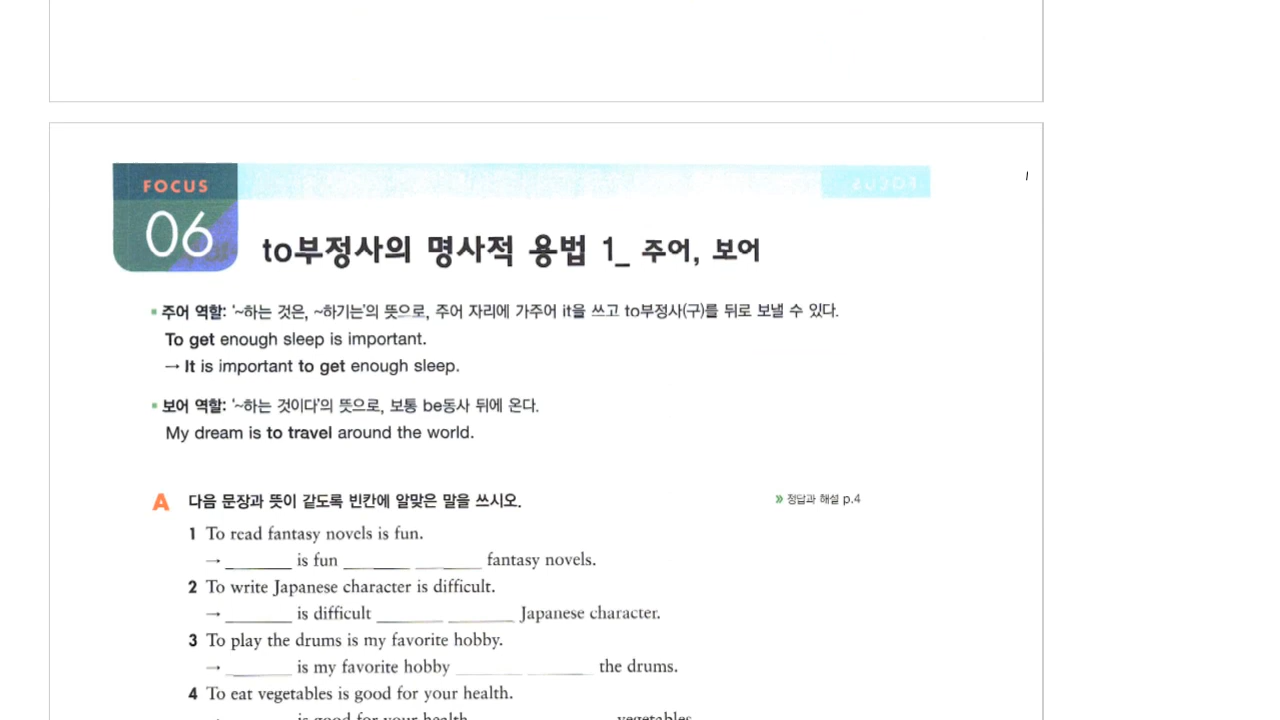 FOCUS
06
to부정사의 명사적 용법 1_ 주어, 보어
▪ 주어 역할: '~하는 것은, ~하기는'의 뜻으로, 주어 자리에 가주어 it을 쓰고 to부정사(구)를 뒤로 보낼 수 있다.
To get enough sleep is important.
→ It is important to get enough sleep.
▪ 보어 역할: '~하는 것이다'의 뜻으로, 보통 be동사 뒤에 온다.
My dream is to travel around the world.
A 다음 문장과 뜻이 같도록 빈칸에 알맞은 말을 쓰시오.
» 정답과 해설 p.4
1 To read fantasy novels is fun.
→ _______ is fun _______ _______ fantasy novels.
2 To write Japanese character is difficult.
→ _______ is difficult _______ _______ Japanese character.
3 To play the drums is my favorite hobby.
→ _______ is my favorite hobby _______ _______ the drums.
4 To eat vegetables is good for your health.
→ _______ is good for your health _______ _______ vegetables.